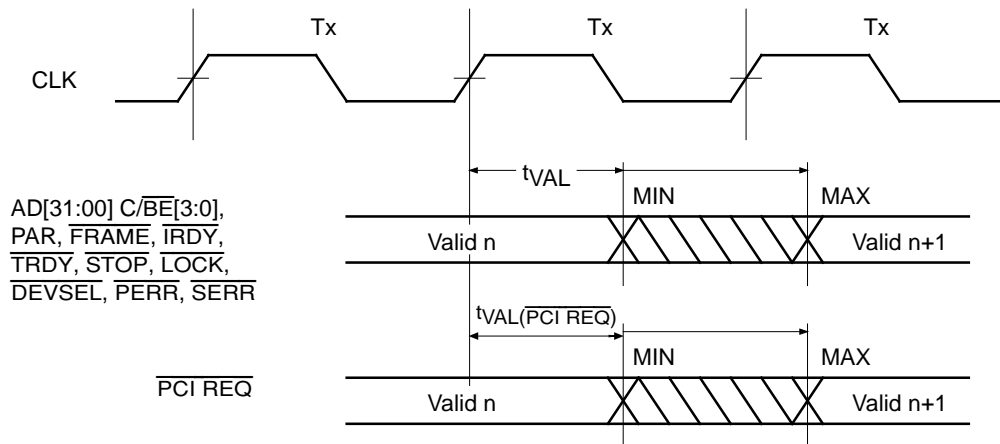 Tx Tx Tx
CLK
tVAL
MIN MAX
AD[31:00] C/BE[3:0],
PAR, FRAME, IRDY,
TRDY, STOP, LOCK,
DEVSEL, PERR, SERR
Valid n Valid n+1
tVAL(PCI REQ)
MIN MAX
PCI REQ
Valid n Valid n+1